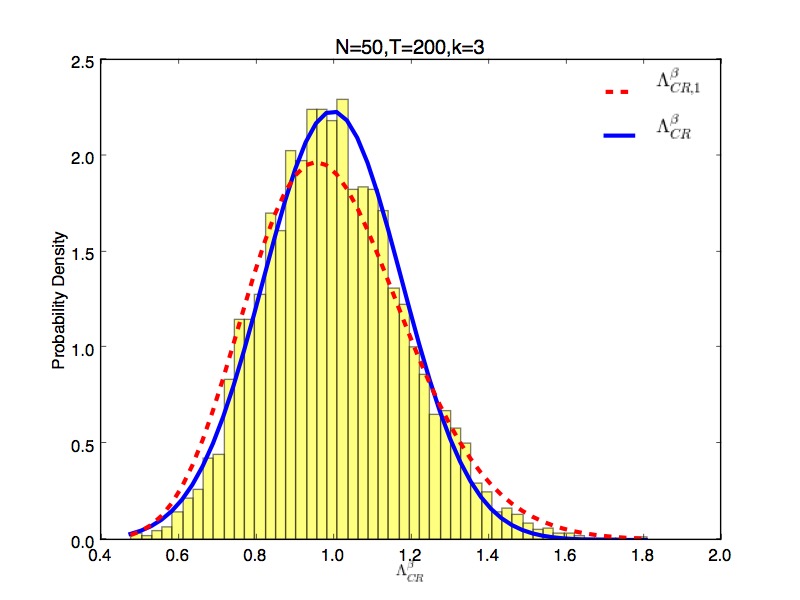 N=50,T=200,k=3
2.5
2.0
1.5
1.0
0.5
0.0
Probability Density
0.4 0.6 0.8 1.0 1.2 1.4 1.6 1.8 2.0
Λ^β_CR
Λ^β_CR,1
Λ^β_CR